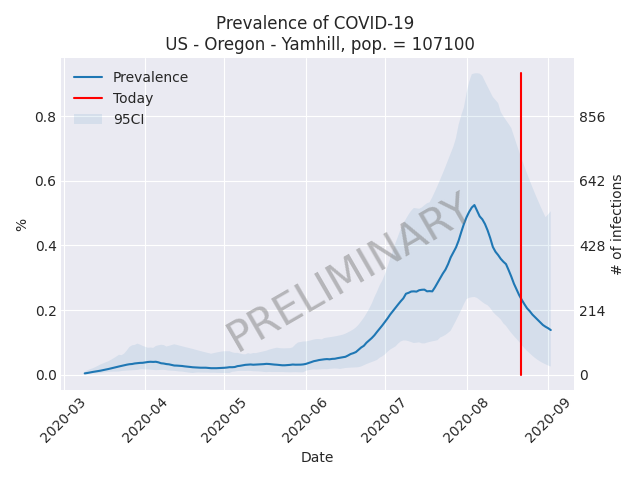 Prevalence of COVID-19
US - Oregon - Yamhill, pop. = 107100
Prevalence
Today
95CI
PRELIMINARY
%
0.8
0.6
0.4
0.2
0.0
856
642
428
214
0
# of infections
2020-03
2020-04
2020-05
2020-06
2020-07
2020-08
2020-09
Date